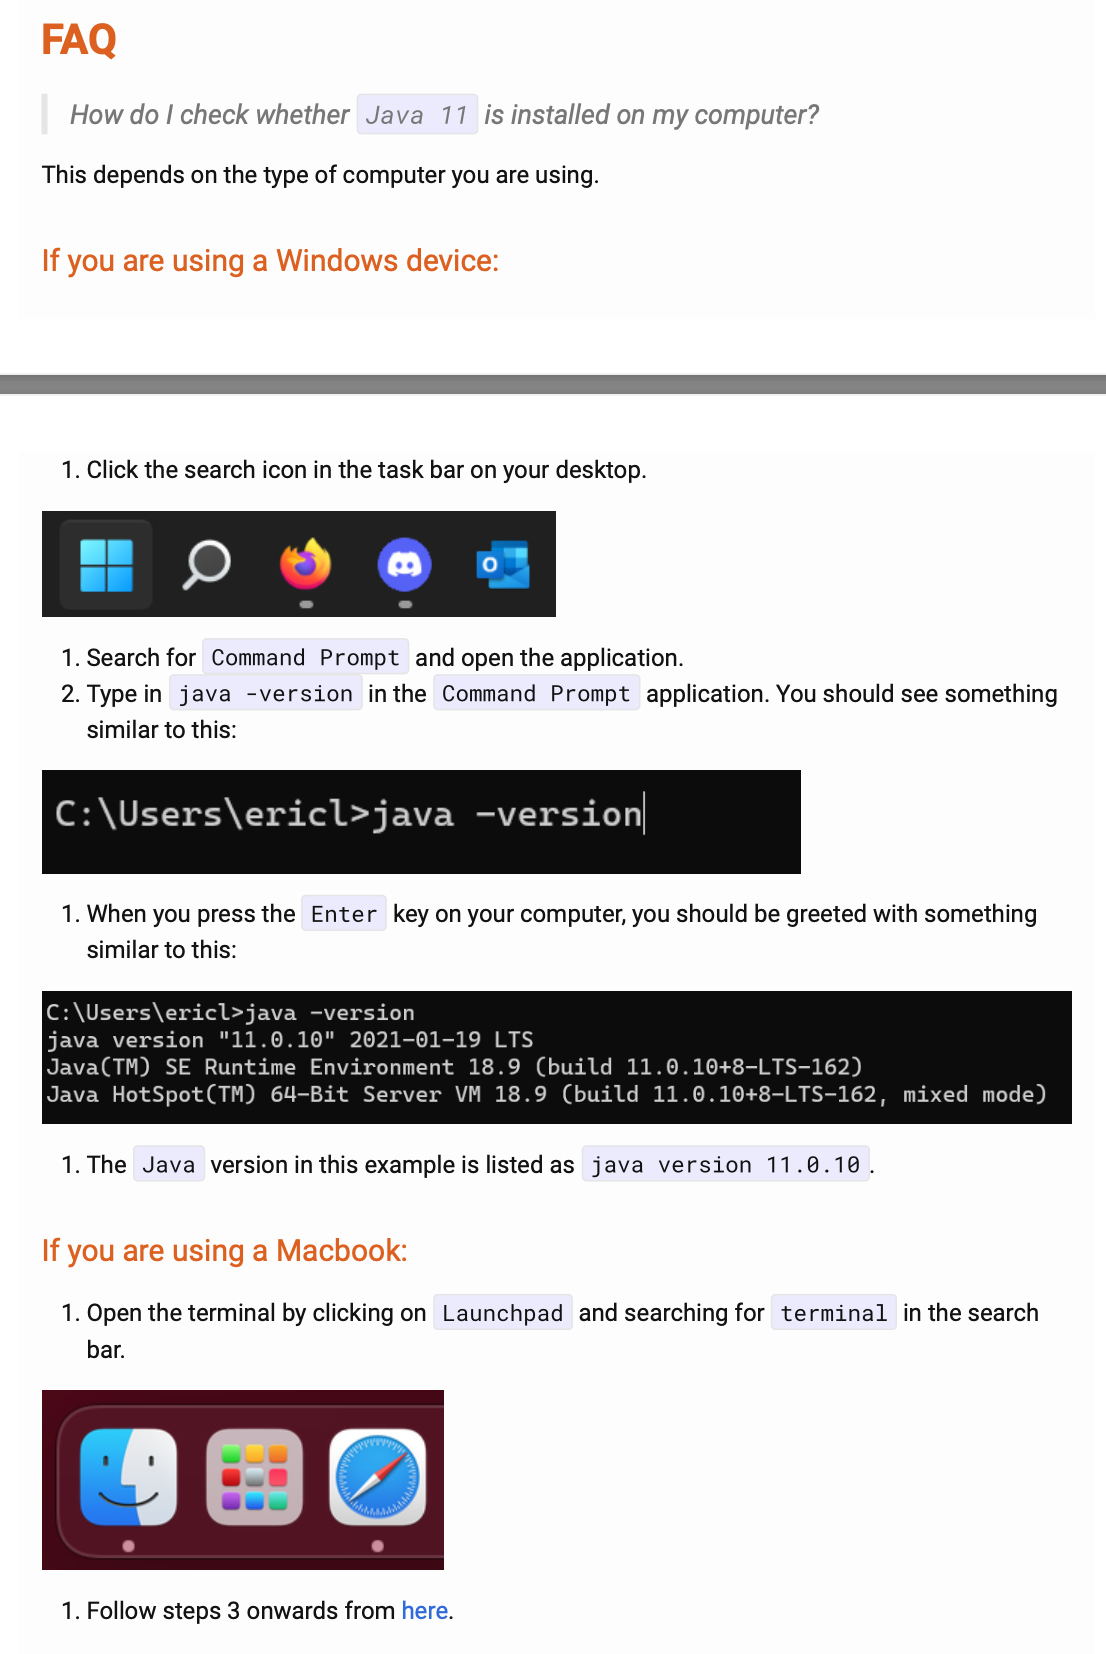 FAQ
How do I check whether Java 11 is installed on my computer?
This depends on the type of computer you are using.
If you are using a Windows device:
1. Click the search icon in the task bar on your desktop.
1. Search for Command Prompt and open the application.
2. Type in java -version in the Command Prompt application. You should see something
similar to this:
C:\Users\ericl>java -version
1. When you press the Enter key on your computer, you should be greeted with something
similar to this:
C:\Users\ericl>java -version
java version "11.0.10" 2021-01-19 LTS
Java(TM) SE Runtime Environment 18.9 (build 11.0.10+8-LTS-162)
Java HotSpot(TM) 64-Bit Server VM 18.9 (build 11.0.10+8-LTS-162, mixed mode)
1. The Java version in this example is listed as java version 11.0.10.
If you are using a Macbook:
1. Open the terminal by clicking on Launchpad and searching for terminal in the search
bar.
1. Follow steps 3 onwards from here.